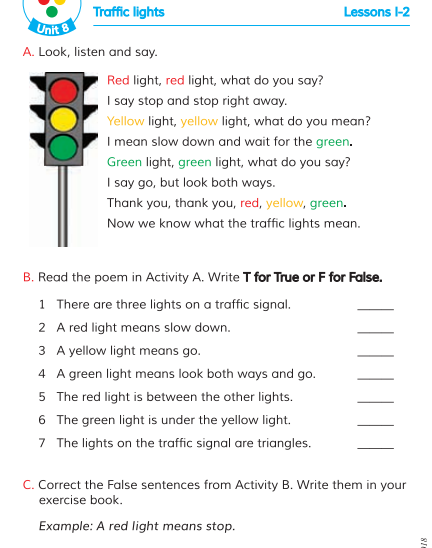 Traffic lights
Lessons 1-2
Unit 8
A. Look, listen and say.
Red light, red light, what do you say?
I say stop and stop right away.
Yellow light, yellow light, what do you mean?
I mean slow down and wait for the green.
Green light, green light, what do you say?
I say go, but look both ways.
Thank you, thank you, red, yellow, green.
Now we know what the traffic lights mean.
B. Read the poem in Activity A. Write T for True or F for False.
1 There are three lights on a traffic signal. ______
2 A red light means slow down. ______
3 A yellow light means go. ______
4 A green light means look both ways and go. ______
5 The red light is between the other lights. ______
6 The green light is under the yellow light. ______
7 The lights on the traffic signal are triangles. ______
C. Correct the False sentences from Activity B. Write them in your
exercise book.
Example: A red light means stop.